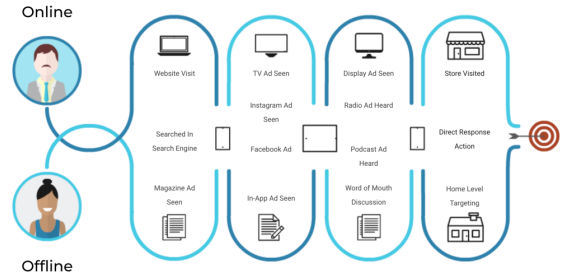 Online
Website Visit
TV Ad Seen
Display Ad Seen
Store Visited
Instagram Ad
Seen
Radio Ad Heard
Searched In
Search Engine
Facebook Ad
Podcast Ad
Heard
Direct Response
Action
Magazine Ad
Seen
In-App Ad Seen
Word of Mouth
Discussion
Home Level
Targeting
Offline